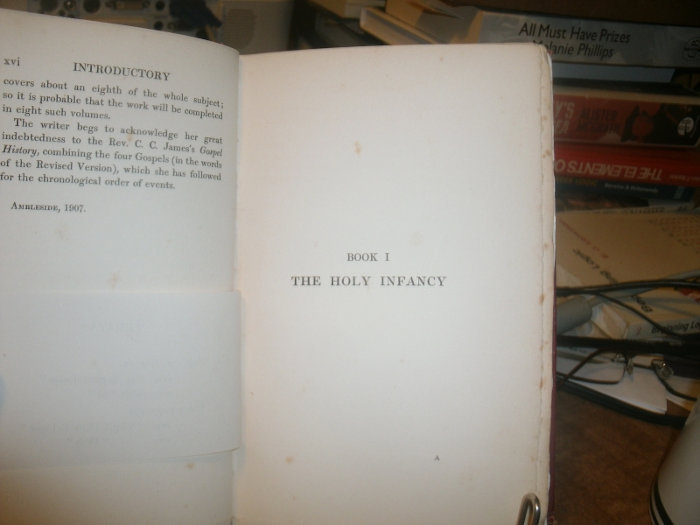 xvi INTRODUCTORY
covers about an eighth of the whole subject;
so it is probable that the work will be completed
in eight such volumes.
The writer begs to acknowledge her great
indebtedness to the Rev. C. C. James's Gospel
History, combining the four Gospels (in the words
of the Revised Version), which she has followed
for the chronological order of events.
AMBLESIDE, 1907.
BOOK I
THE HOLY INFANCY
A
All Must Have Prizes
Melanie Phillips
THE ELEMENTS O